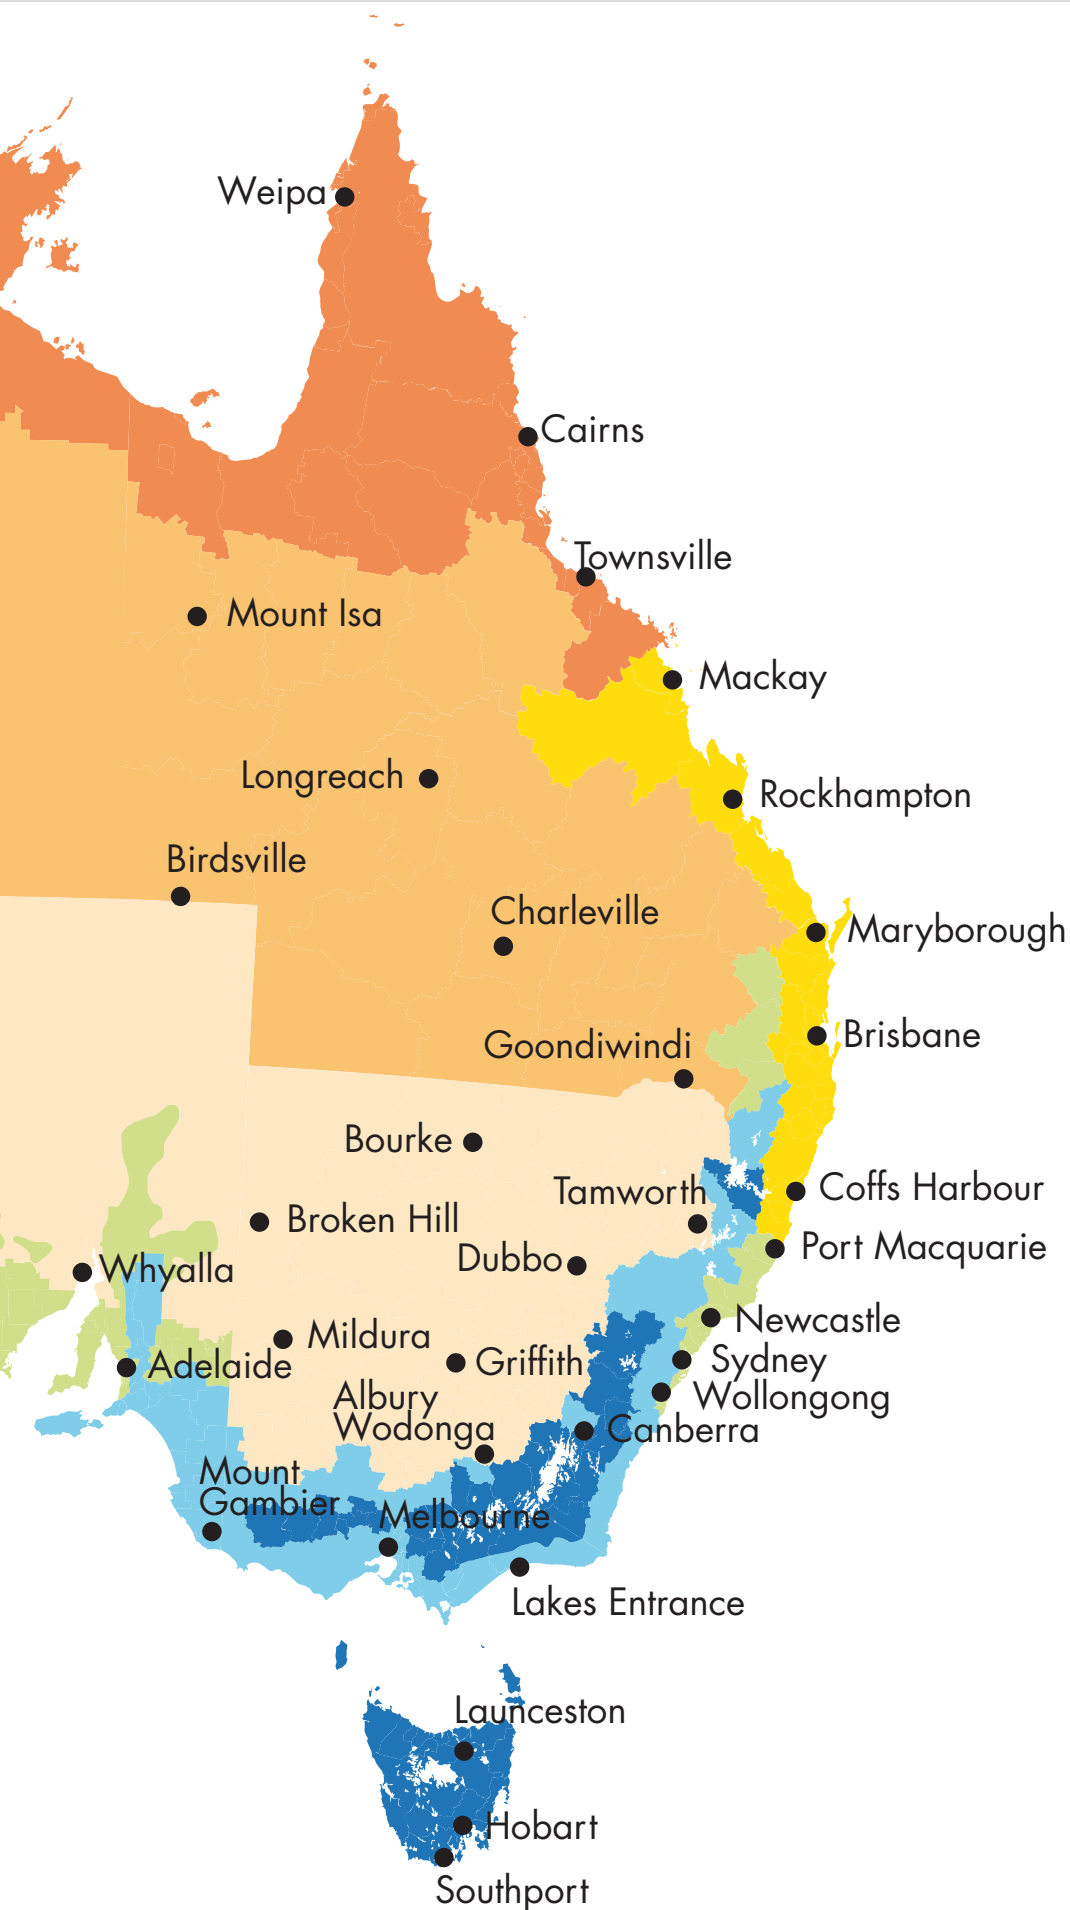 Weipa
Cairns
Townsville
Mount Isa
Mackay
Longreach
Rockhampton
Birdsville
Charleville
Maryborough
Brisbane
Goondiwindi
Bourke
Tamworth
Coffs Harbour
Broken Hill
Port Macquarie
Dubbo
Whyalla
Newcastle
Mildura
Sydney
Griffith
Adelaide
Wollongong
Albury
Wodonga
Canberra
Mount
Gambier
Melbourne
Lakes Entrance
Launceston
Hobart
Southport